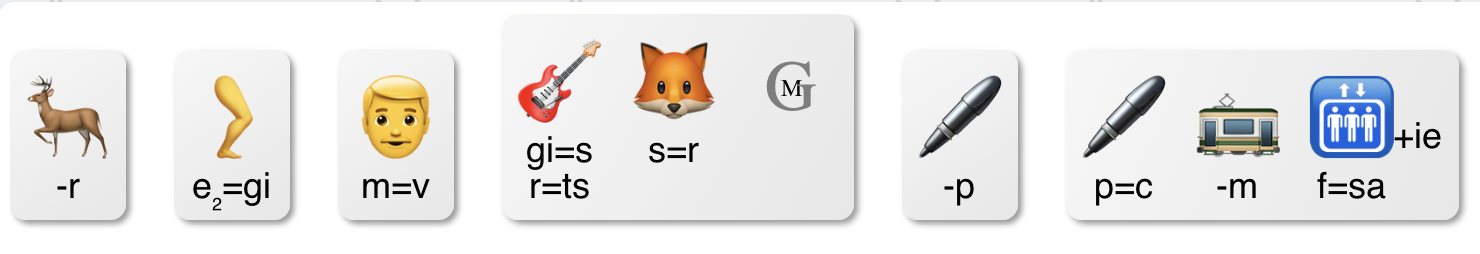 G
M
+ie
gi=s s=r
-r e₂=gi m=v r=ts -p p=c -m f=sa